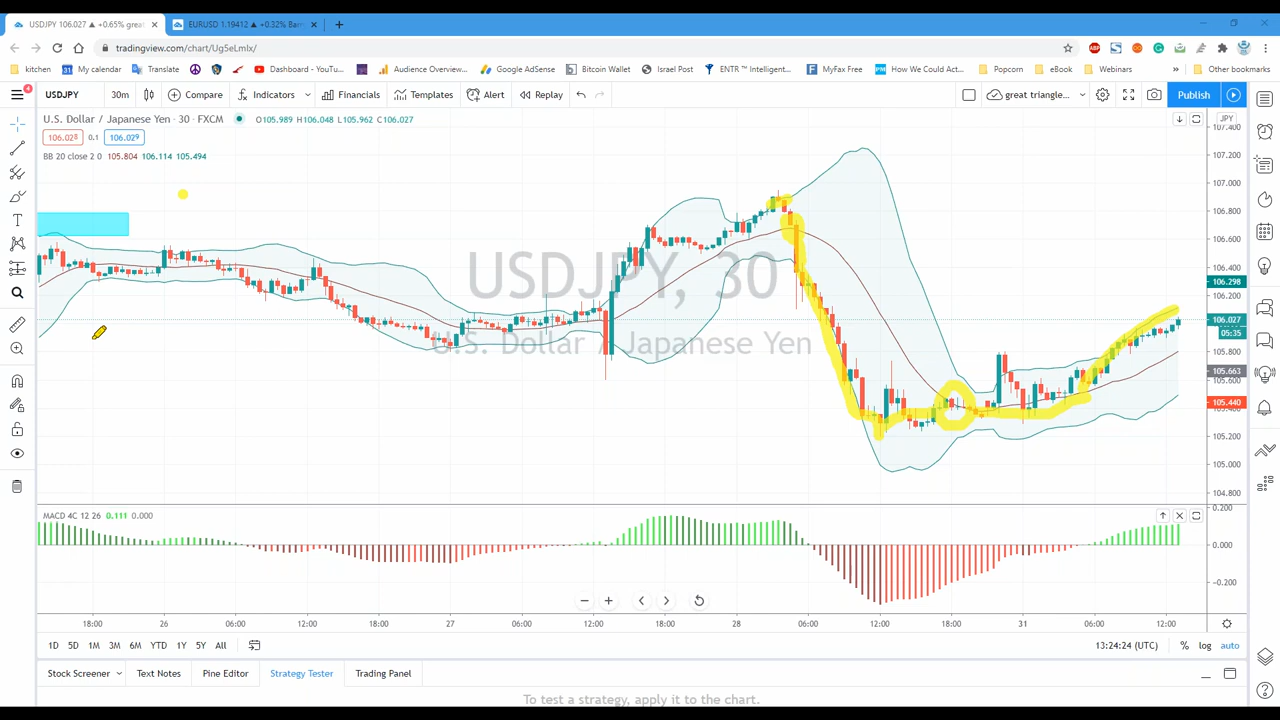 USDJPY 106.027 ▲ +0.65% great
EURUSD 1.19412 ▲ +0.32% Bar
tradingview.com/chart/Ug5eLmlx/
kitchen My calendar Translate Dashboard - YouTu... Audience Overview... Google AdSense Bitcoin Wallet Israel Post ENTR ™ Intelligent... MyFax Free How We Could Act... Popcorn eBook Webinars » Other bookmarks
4 USDJPY 30m Compare Indicators Financials Templates Alert Replay great triangle... Publish
U.S. Dollar / Japanese Yen · 30 · FXCM O105.989 H106.048 L105.962 C106.027
106.028 0.1 106.029
BB 20 close 2 0 105.804 106.114 105.494
USDJPY, 30
U.S. Dollar / Japanese Yen
JPY
107.400
107.200
107.000
106.800
106.600
106.400
106.298
106.200
106.027
05:35
105.800
105.663
105.600
105.440
105.200
105.000
104.800
MACD 4C 12 26 0.111 0.000
0.200
0.000
-0.200
18:00 26 06:00 12:00 18:00 27 06:00 12:00 18:00 28 06:00 12:00 18:00 31 06:00 12:00
1D 5D 1M 3M 6M YTD 1Y 5Y All 13:24:24 (UTC) % log auto
Stock Screener Text Notes Pine Editor Strategy Tester Trading Panel
To test a strategy, apply it to the chart.